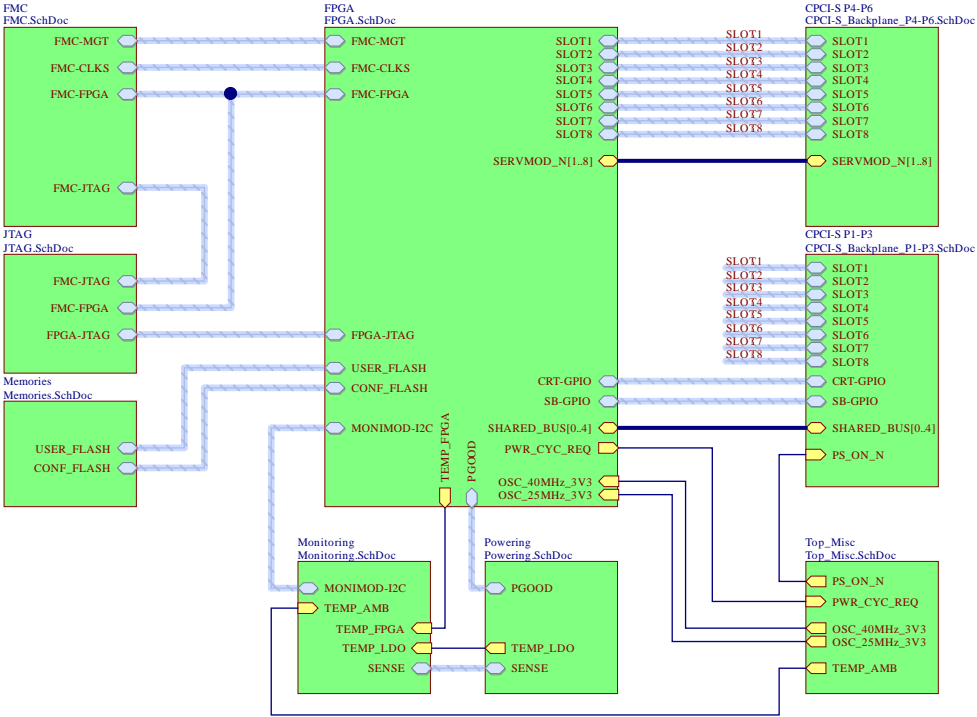 FMC
FMC.SchDoc
FMC-MGT
FMC-CLKS
FMC-FPGA
FMC-JTAG
JTAG
JTAG.SchDoc
FMC-JTAG
FMC-FPGA
FPGA-JTAG
Memories
Memories.SchDoc
USER_FLASH
CONF_FLASH
FPGA
FPGA.SchDoc
FMC-MGT
FMC-CLKS
FMC-FPGA
FPGA-JTAG
USER_FLASH
CONF_FLASH
MONIMOD-I2C
TEMP_FPGA
PGOOD
SLOT1
SLOT2
SLOT3
SLOT4
SLOT5
SLOT6
SLOT7
SLOT8
SERVMOD_N[1..8]
CRT-GPIO
SB-GPIO
SHARED_BUS[0..4]
PWR_CYC_REQ
OSC_40MHz_3V3
OSC_25MHz_3V3
SLOT1
SLOT2
SLOT3
SLOT4
SLOT5
SLOT6
SLOT7
SLOT8
CPCI-S P4-P6
CPCI-S_Backplane_P4-P6.SchDoc
SLOT1
SLOT2
SLOT3
SLOT4
SLOT5
SLOT6
SLOT7
SLOT8
SERVMOD_N[1..8]
SLOT1
SLOT2
SLOT3
SLOT4
SLOT5
SLOT6
SLOT7
SLOT8
CPCI-S P1-P3
CPCI-S_Backplane_P1-P3.SchDoc
SLOT1
SLOT2
SLOT3
SLOT4
SLOT5
SLOT6
SLOT7
SLOT8
CRT-GPIO
SB-GPIO
SHARED_BUS[0..4]
PS_ON_N
Monitoring
Monitoring.SchDoc
MONIMOD-I2C
TEMP_AMB
TEMP_FPGA
TEMP_LDO
SENSE
Powering
Powering.SchDoc
PGOOD
TEMP_LDO
SENSE
Top_Misc
Top_Misc.SchDoc
PS_ON_N
PWR_CYC_REQ
OSC_40MHz_3V3
OSC_25MHz_3V3
TEMP_AMB